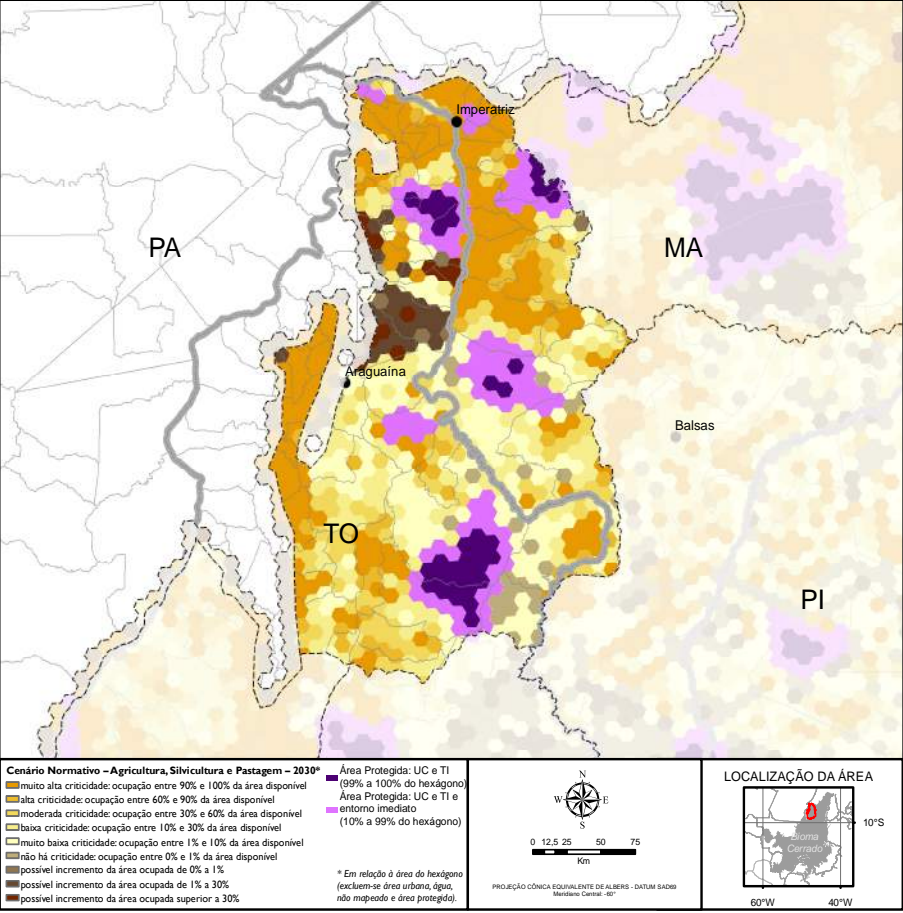 Imperatriz
PA
MA
Araguaína
Balsas
TO
PI
Cenário Normativo – Agricultura, Silvicultura e Pastagem – 2030*
muito alta criticidade: ocupação entre 90% e 100% da área disponível
alta criticidade: ocupação entre 60% e 90% da área disponível
moderada criticidade: ocupação entre 30% e 60% da área disponível
baixa criticidade: ocupação entre 10% e 30% da área disponível
muito baixa criticidade: ocupação entre 1% e 10% da área disponível
não há criticidade: ocupação entre 0% e 1% da área disponível
possível incremento da área ocupada de 0% a 1%
possível incremento da área ocupada de 1% a 30%
possível incremento da área ocupada superior a 30%
Área Protegida: UC e TI
(99% a 100% do hexágono)
Área Protegida: UC e TI e
entorno imediato
(10% a 99% do hexágono)
* Em relação à área do hexágono
(excluem-se área urbana, água,
não mapeado e área protegida).
N
W E
S
0 12,5 25 50 75
Km
PROJEÇÃO CÔNICA EQUIVALENTE DE ALBERS - DATUM SAD69
Meridiano Central: -60°
LOCALIZAÇÃO DA ÁREA
Bioma
Cerrado
10°S
60°W 40°W